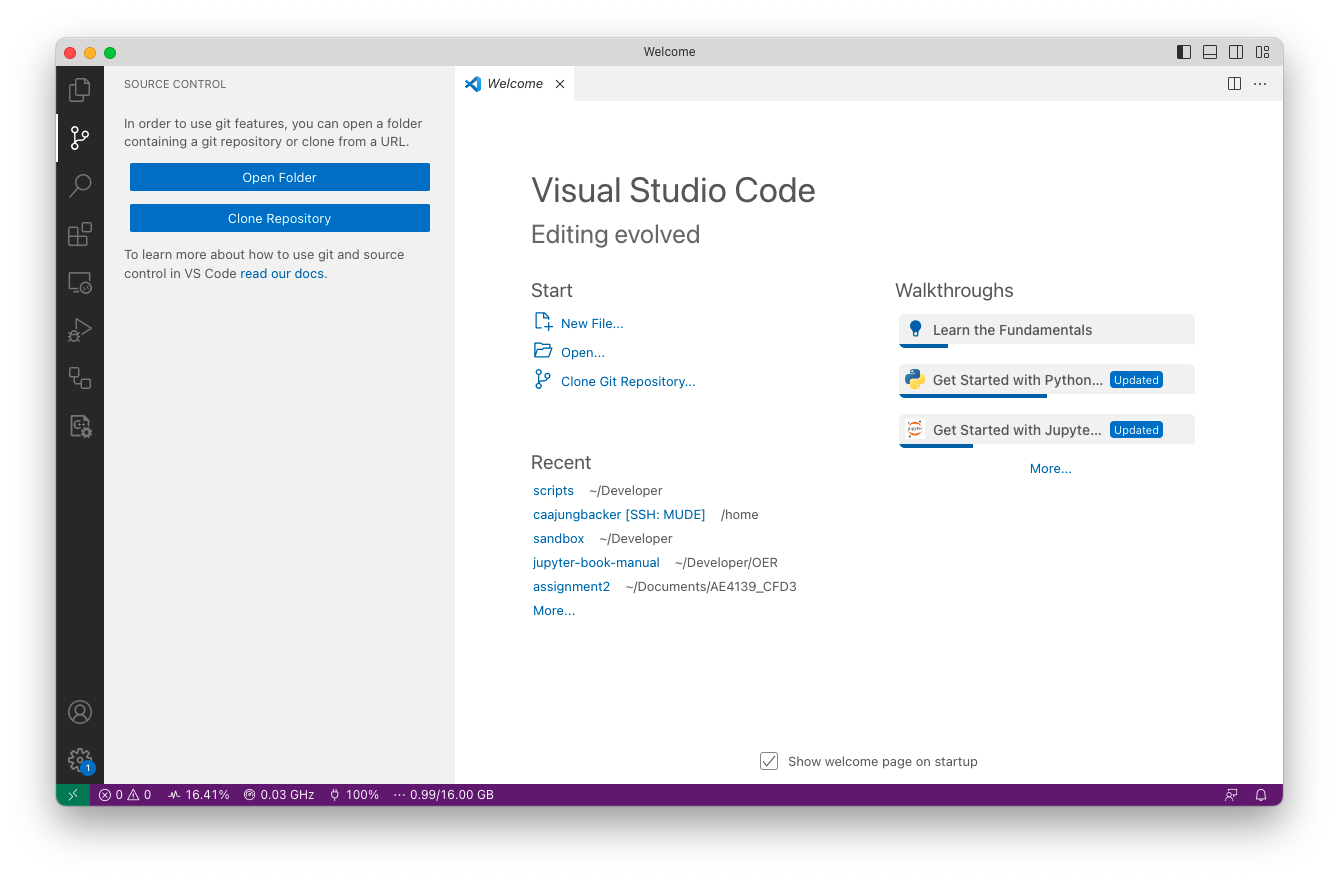 Welcome
SOURCE CONTROL
In order to use git features, you can open a folder
containing a git repository or clone from a URL.
Open Folder
Clone Repository
To learn more about how to use git and source
control in VS Code read our docs.
Welcome
Visual Studio Code
Editing evolved
Start
New File...
Open...
Clone Git Repository...
Recent
scripts ~/Developer
caajungbacker [SSH: MUDE] /home
sandbox ~/Developer
jupyter-book-manual ~/Developer/OER
assignment2 ~/Documents/AE4139_CFD3
More...
Walkthroughs
Learn the Fundamentals
Get Started with Python... Updated
Get Started with Jupyte... Updated
More...
Show welcome page on startup
1
0 0 16.41% 0.03 GHz 100% 0.99/16.00 GB